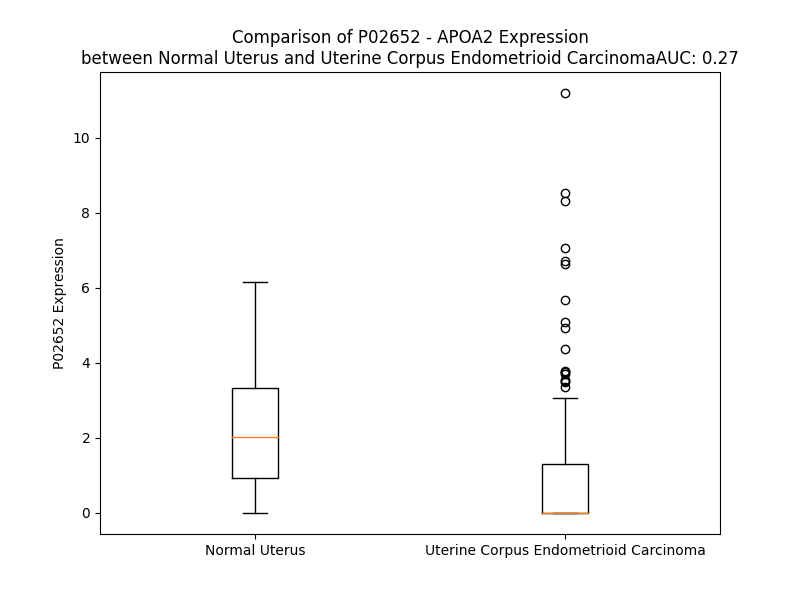 Comparison of P02652 - APOA2 Expression
between Normal Uterus and Uterine Corpus Endometrioid CarcinomaAUC: 0.27
P02652 Expression
10
8
6
4
2
0
Normal Uterus
Uterine Corpus Endometrioid Carcinoma